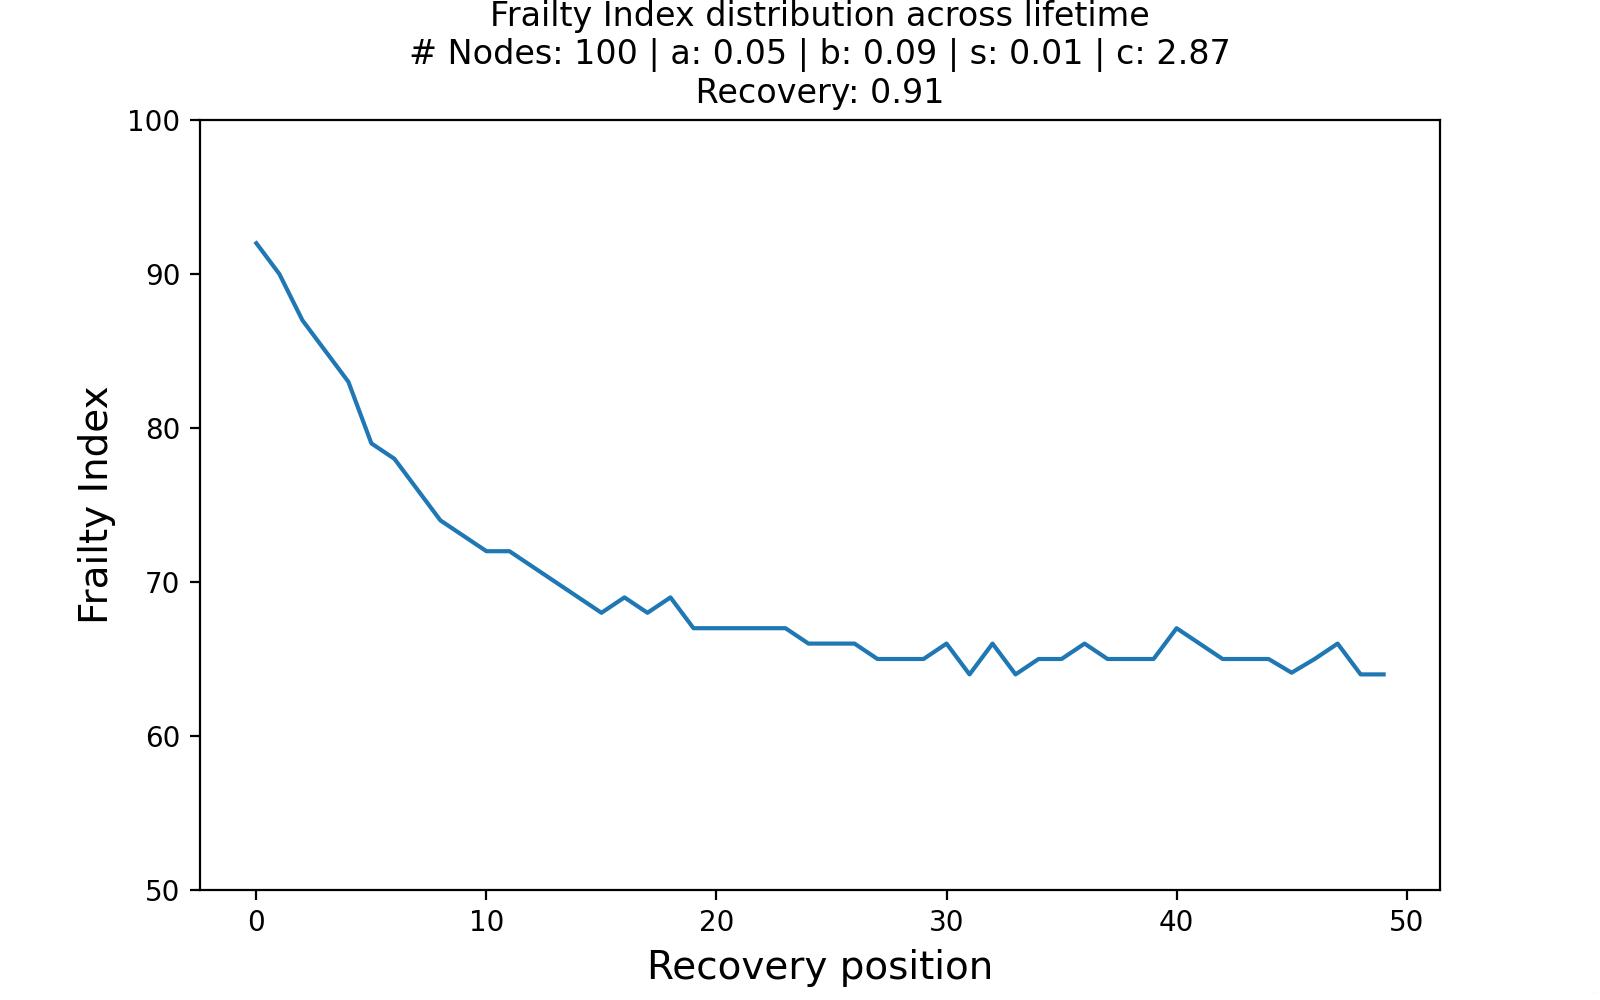 Frailty Index distribution across lifetime
# Nodes: 100 | a: 0.05 | b: 0.09 | s: 0.01 | c: 2.87
Recovery: 0.91
100
90
80
70
60
50
Frailty Index
0 10 20 30 40 50
Recovery position